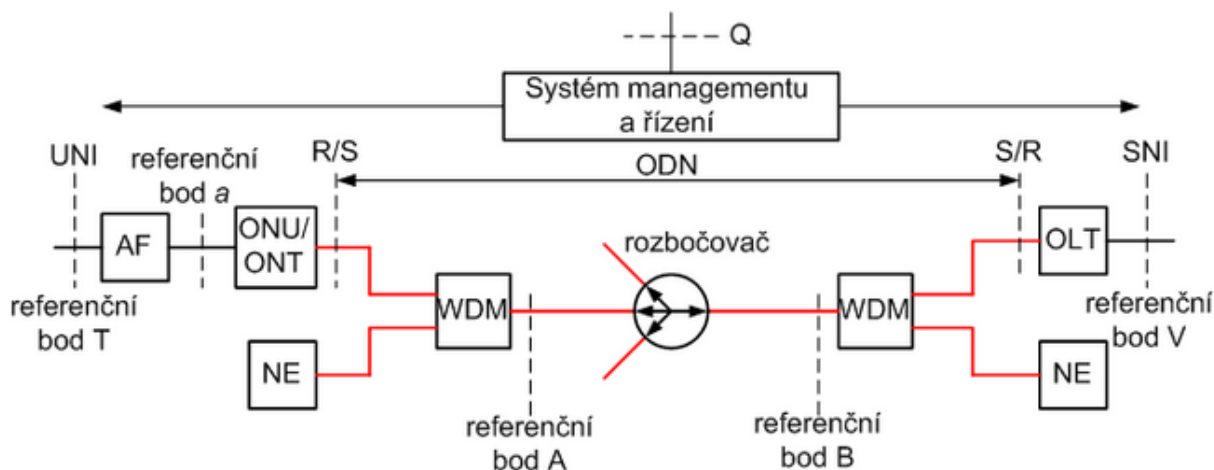 Q
Systém managementu
a řízení
UNI
referenční
bod a
R/S
ODN
S/R
SNI
AF
ONU/
ONT
rozbočovač
OLT
referenční
bod T
WDM
WDM
referenční
bod V
NE
NE
referenční
bod A
referenční
bod B